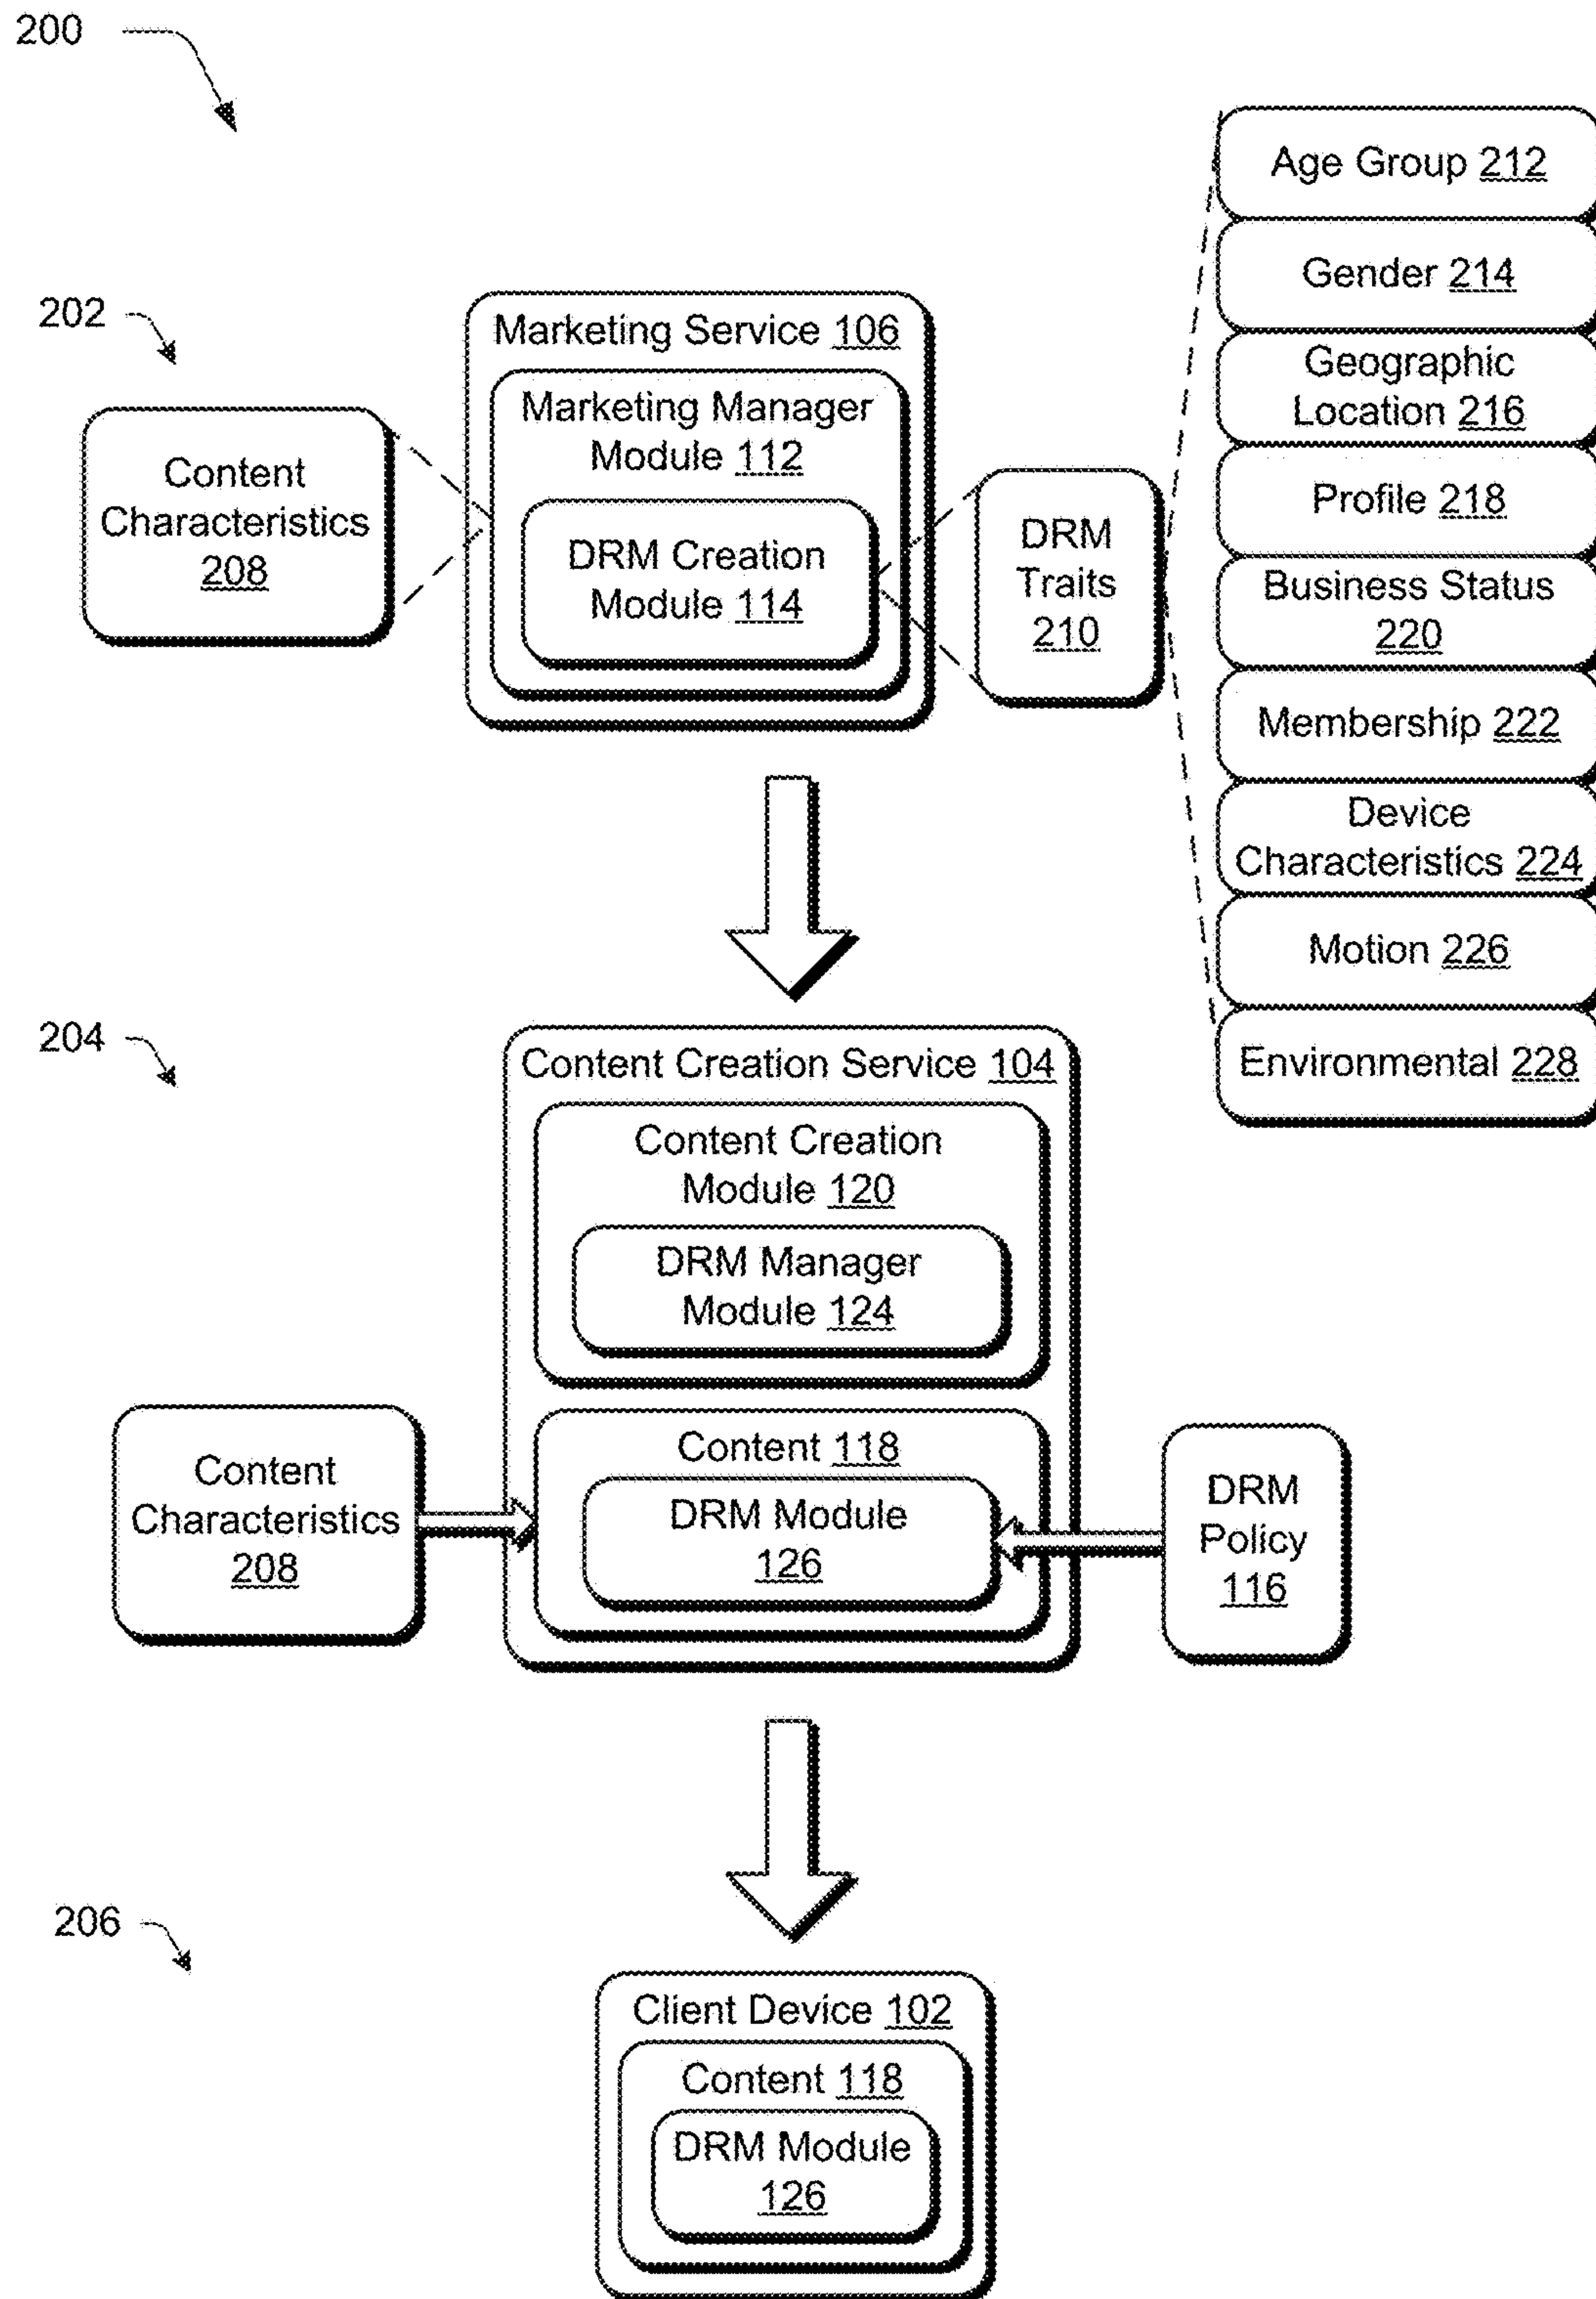 200
Age Group 212
Gender 214
Geographic
Location 216
Profile 218
Business Status
220
Membership 222
Device
Characteristics 224
Motion 226
Environmental 228
202
Marketing Service 106
Marketing Manager
Module 112
DRM Creation
Module 114
Content
Characteristics
208
DRM
Traits
210
204
Content Creation Service 104
Content Creation
Module 120
DRM Manager
Module 124
Content
Characteristics
208
Content 118
DRM Module
126
DRM
Policy
116
206
Client Device 102
Content 118
DRM Module
126